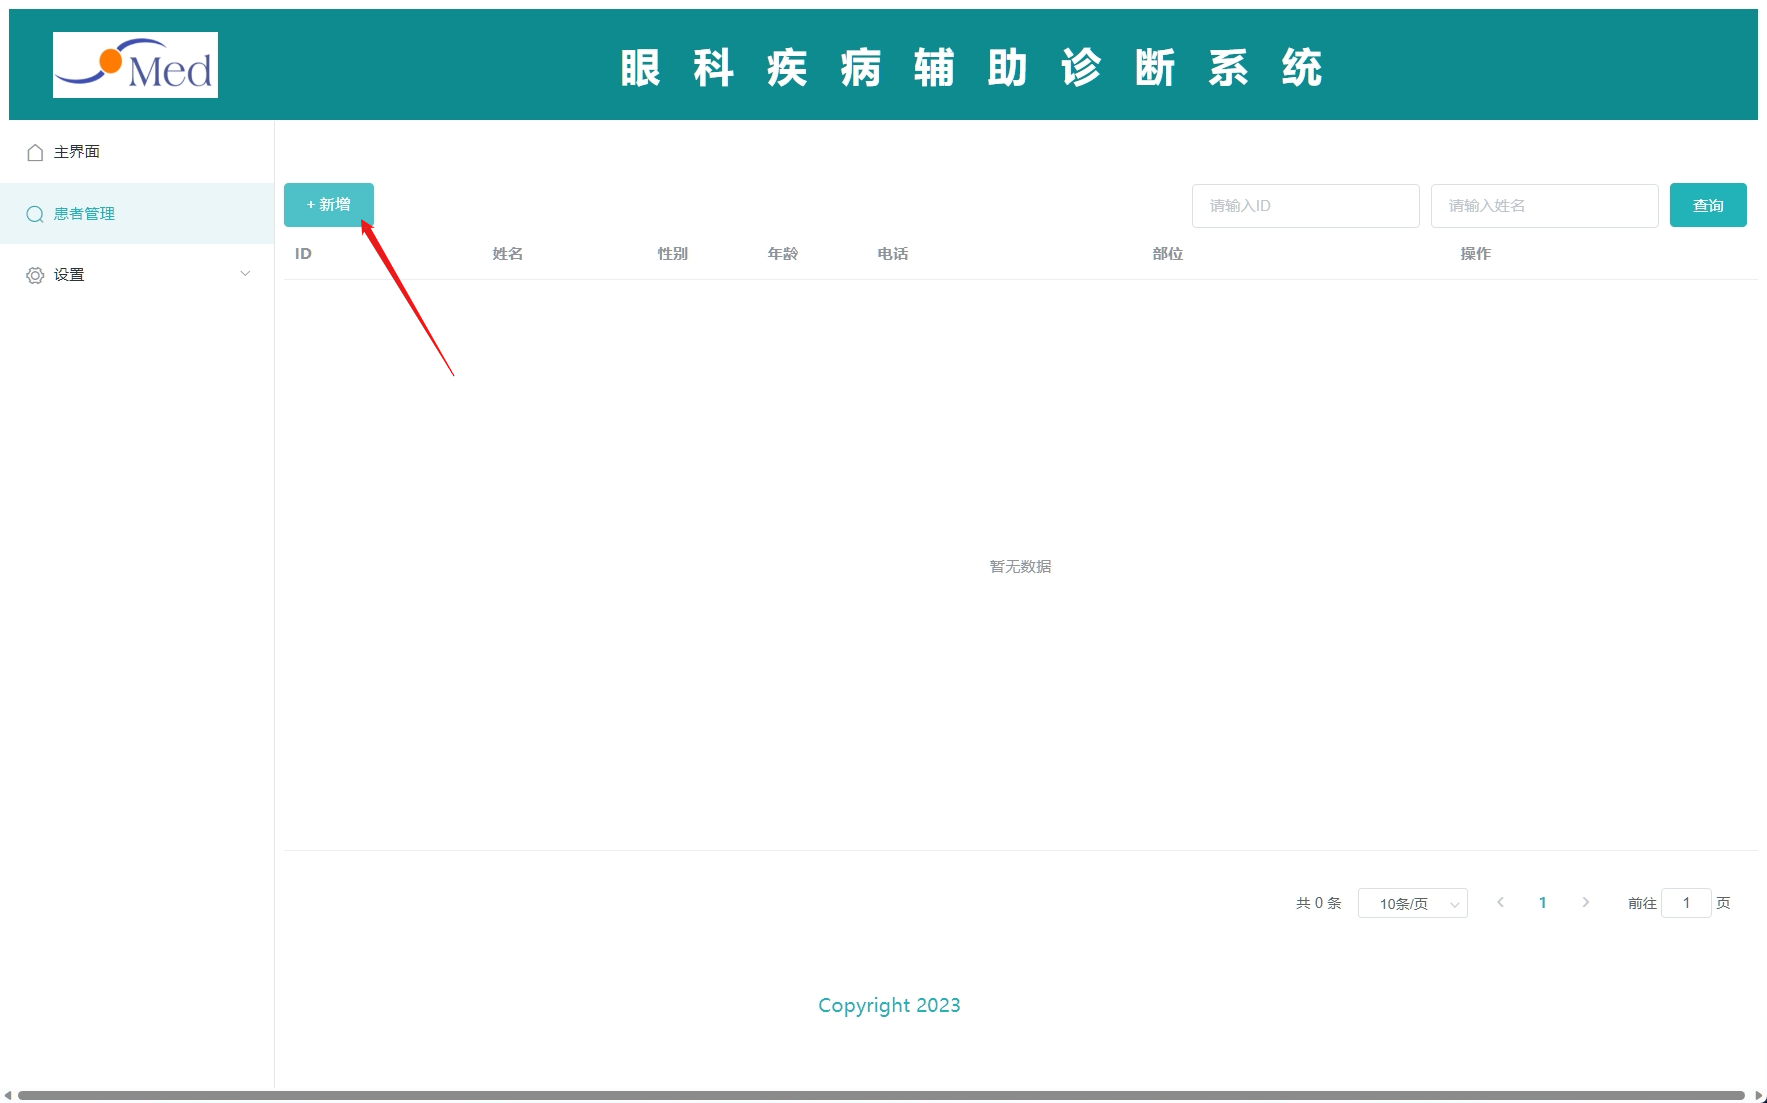 Med
眼科疾病辅助诊断系统
主界面
患者管理
设置
+ 新增
请输入ID
请输入姓名
查询
ID 姓名 性别 年龄 电话 部位 操作
暂无数据
共 0 条 10条/页 1 前往 1 页
Copyright 2023